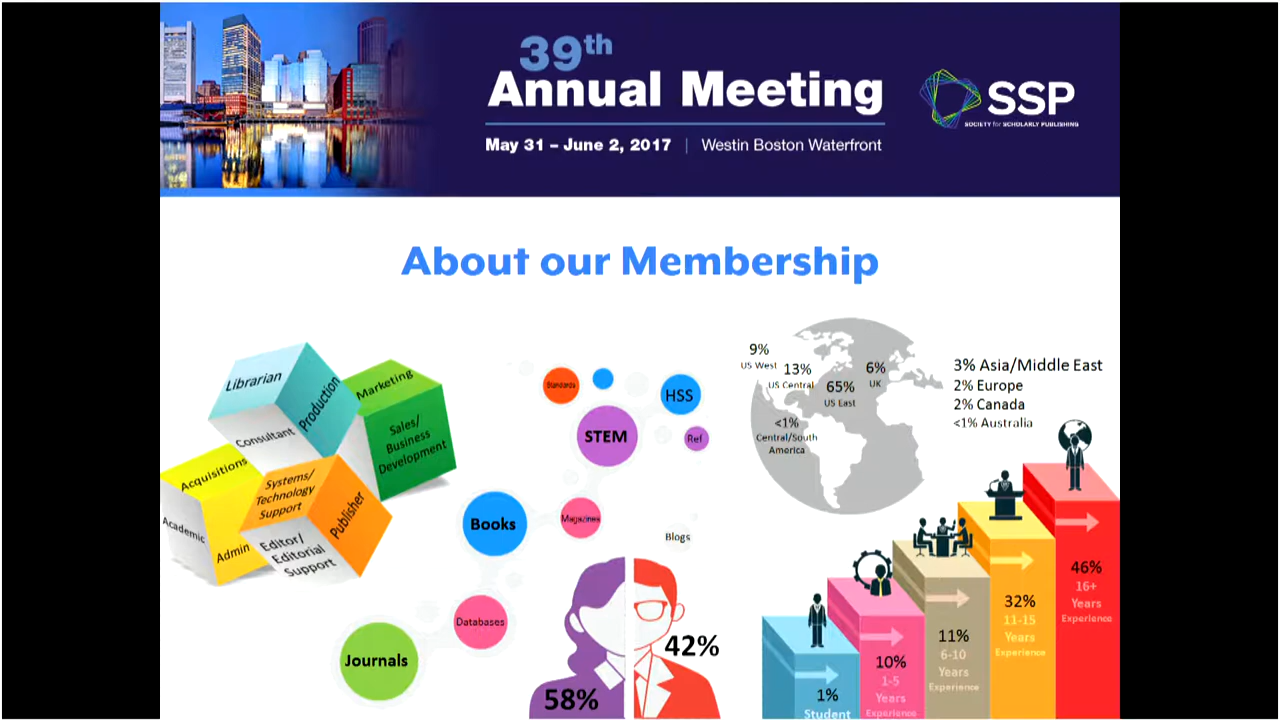 39th
Annual Meeting
May 31 – June 2, 2017 | Westin Boston Waterfront
SSP
SOCIETY for SCHOLARLY PUBLISHING
About our Membership
Librarian
Production
Consultant
Marketing
Sales/
Business
Development
Acquisitions
Academic
Admin
Systems/
Technology
Support
Publisher
Editor/
Editorial
Support
Standards
HSS
STEM
Ref
Books
Magazines
Blogs
Databases
Journals
58%
42%
9%
US West
13%
US Central
65%
US East
6%
UK
<1%
Central/South
America
3% Asia/Middle East
2% Europe
2% Canada
<1% Australia
1%
Student
10%
1-5
Years
Experience
11%
6-10
Years
Experience
32%
11-15
Years
Experience
46%
16+
Years
Experience